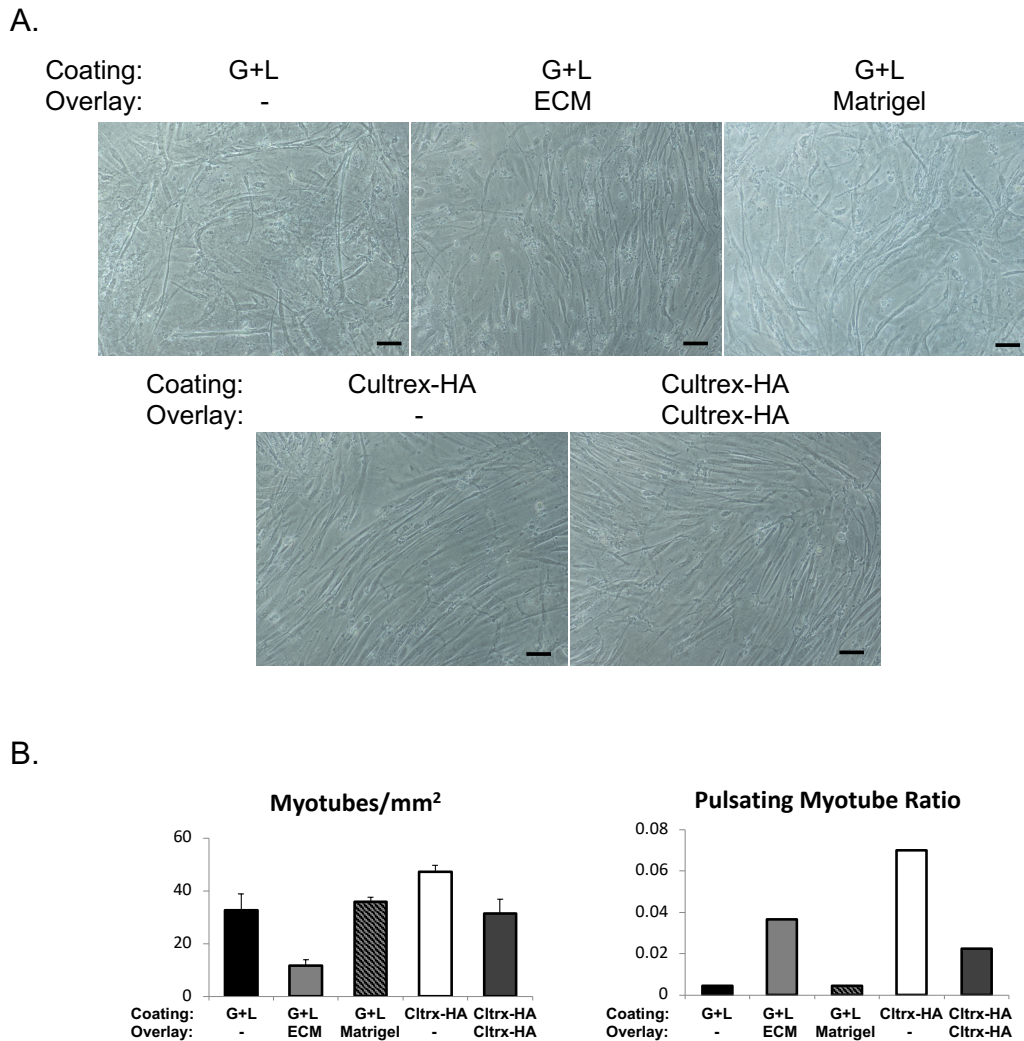 A.
Coating: G+L G+L G+L
Overlay: - ECM Matrigel
Coating: Cultrex-HA Cultrex-HA
Overlay: - Cultrex-HA
B.
Myotubes/mm²
60
40
20
0
Coating: G+L G+L G+L Cltrx-HA Cltrx-HA
Overlay: - ECM Matrigel - Cltrx-HA
Pulsating Myotube Ratio
0.08
0.06
0.04
0.02
0
Coating: G+L G+L G+L Cltrx-HA Cltrx-HA
Overlay: - ECM Matrigel - Cltrx-HA